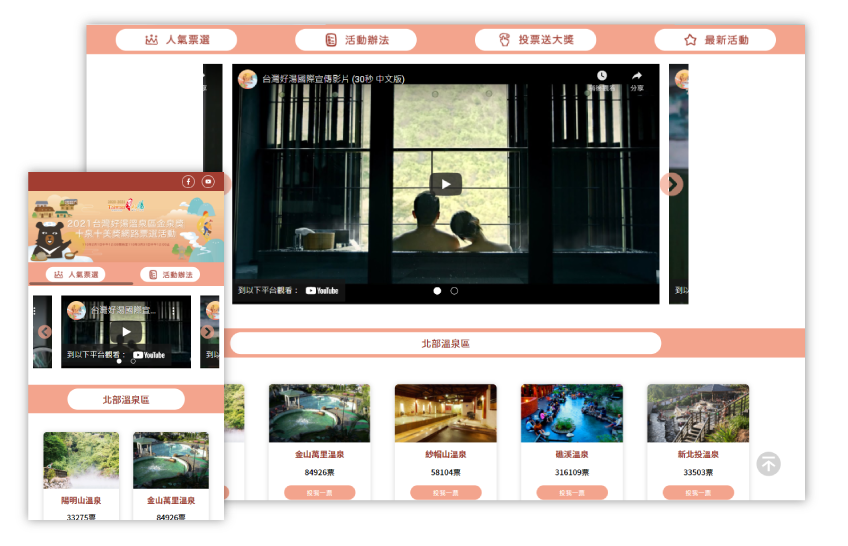 人氣票選
活動辦法
投票送大獎
最新活動
台灣好湯國際宣傳影片 (30秒 中文版)
稍後觀看
分享
到以下平台觀看：
YouTube
北部溫泉區
金山萬里溫泉
84926票
投我一票
紗帽山溫泉
58104票
投我一票
礁溪溫泉
316109票
投我一票
新北投溫泉
33503票
投我一票
2021台灣好湯溫泉區金泉獎
十泉十美獎網路票選活動
人氣票選
活動辦法
台灣好湯國際宣...
到以下平台觀看：
YouTube
北部溫泉區
陽明山溫泉
33275票
金山萬里溫泉
84926票